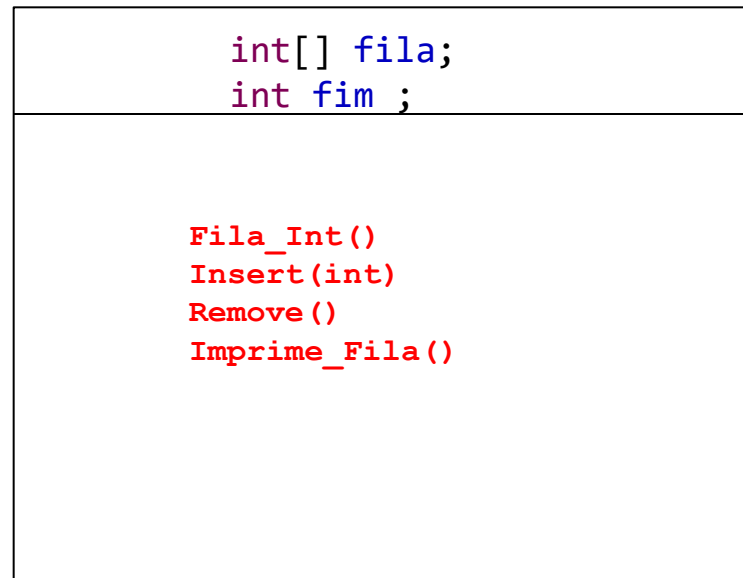 int[] fila;
int fim ;
Fila_Int()
Insert(int)
Remove()
Imprime_Fila()